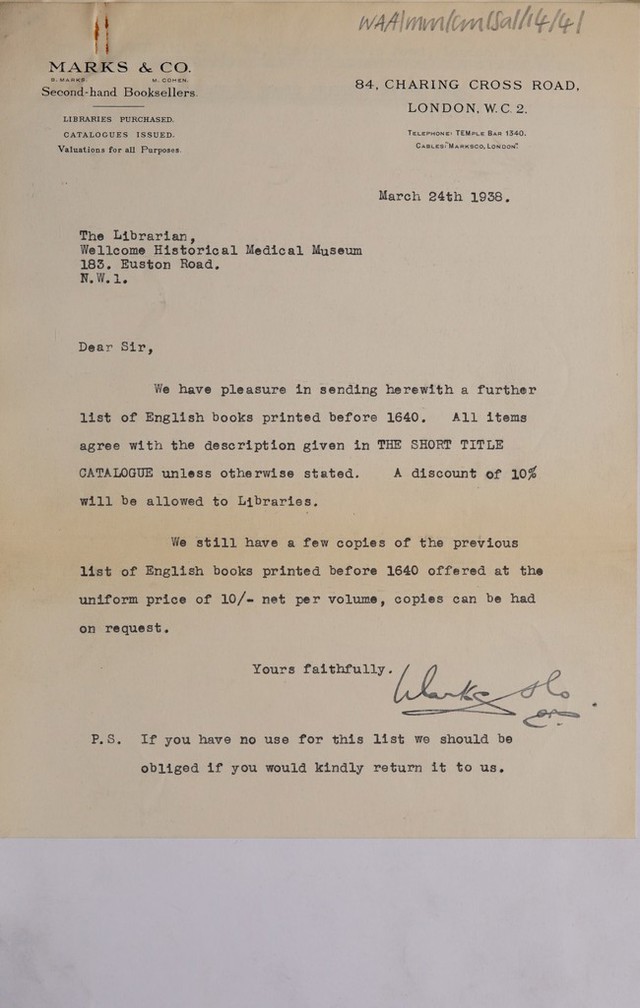 WAA/mm/cm/Sal/14/41
MARKS & CO.
B. MARKS. M. COHEN.
Second-hand Booksellers.
LIBRARIES PURCHASED.
CATALOGUES ISSUED.
Valuations for all Purposes.
84, CHARING CROSS ROAD,
LONDON, W.C. 2.
TELEPHONE: TEMPLE BAR 1340.
CABLES: "MARKSCO, LONDON".
March 24th 1938.
The Librarian,
Wellcome Historical Medical Museum
183. Euston Road.
N.W.1.
Dear Sir,
We have pleasure in sending herewith a further
list of English books printed before 1640. All items
agree with the description given in THE SHORT TITLE
CATALOGUE unless otherwise stated. A discount of 10%
will be allowed to Libraries.
We still have a few copies of the previous
list of English books printed before 1640 offered at the
uniform price of 10/- net per volume, copies can be had
on request.
Yours faithfully.
Marks & Co.
P.S. If you have no use for this list we should be
obliged if you would kindly return it to us.